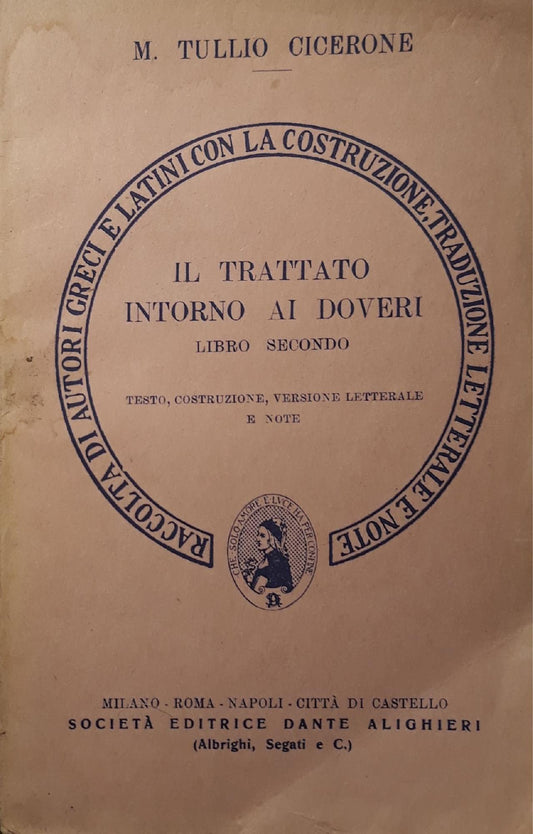 M. TULLIO CICERONE
RACCOLTA DI AUTORI GRECI E LATINI CON LA COSTRUZIONE, TRADUZIONE LETTERALE E NOTE
IL TRATTATO
INTORNO AI DOVERI
LIBRO SECONDO
TESTO, COSTRUZIONE, VERSIONE LETTERALE
E NOTE
CHE SOLO AMORE E LUCE HA PER CONFINE
MILANO - ROMA - NAPOLI - CITTÀ DI CASTELLO
SOCIETÀ EDITRICE DANTE ALIGHIERI
(Albrighi, Segati e C.)